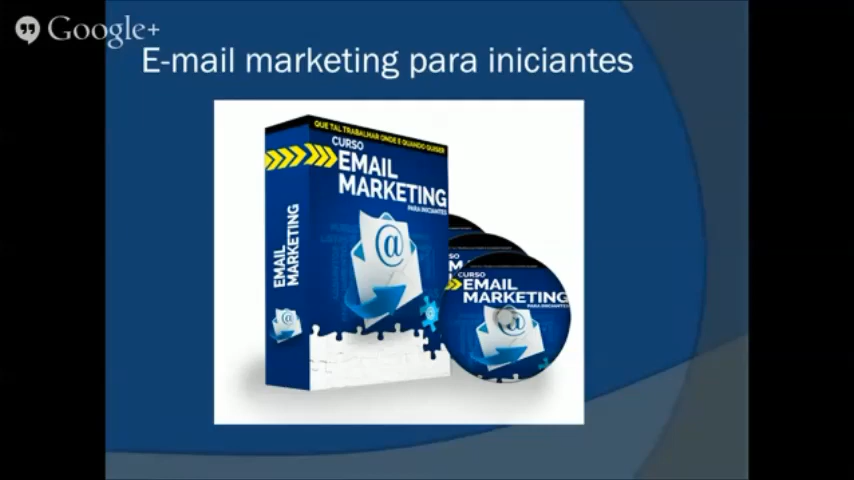 Google+
E-mail marketing para iniciantes
QUE TAL TRABALHAR ONDE E QUANDO QUISER
CURSO
EMAIL
MARKETING
PARA INICIANTES
@
EMAIL
MARKETING
CURSO
EMAIL
MARKETING
PARA INICIANTES
@